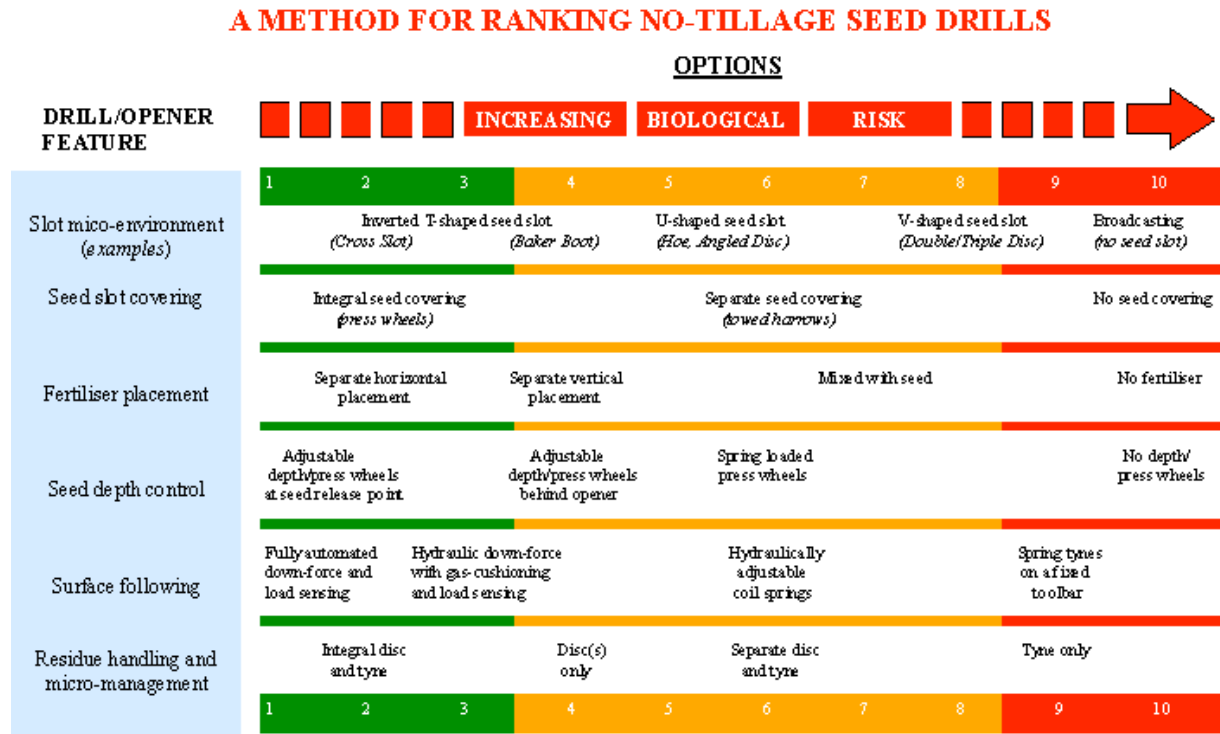 A METHOD FOR RANKING NO-TILLAGE SEED DRILLS
OPTIONS
DRILL/OPENER
FEATURE
INCREASING BIOLOGICAL RISK
1 2 3 4 5 6 7 8 9 10
Slot mico-environment
(examples)
Inverted T-shaped seed slot
(Cross Slot) (Baker Boot)
U-shaped seed slot
(Hoe, Angled Disc)
V-shaped seed slot
(Double/Triple Disc)
Broadcasting
(no seed slot)
Seed slot covering
Integral seed covering
(press wheels)
Separate seed covering
(towed harrows)
No seed covering
Fertiliser placement
Separate horizontal
placement
Separate vertical
placement
Mixed with seed
No fertiliser
Seed depth control
Adjustable
depth/press wheels
at seed release point
Adjustable
depth/press wheels
behind opener
Spring loaded
press wheels
No depth/
press wheels
Surface following
Fully automated
down-force and
load sensing
Hydraulic down-force
with gas-cushioning
and load sensing
Hydraulically
adjustable
coil springs
Spring tynes
on a fixed
toolbar
Residue handling and
micro-management
Integral disc
and tyne
Disc(s)
only
Separate disc
and tyne
Tyne only
1 2 3 4 5 6 7 8 9 10